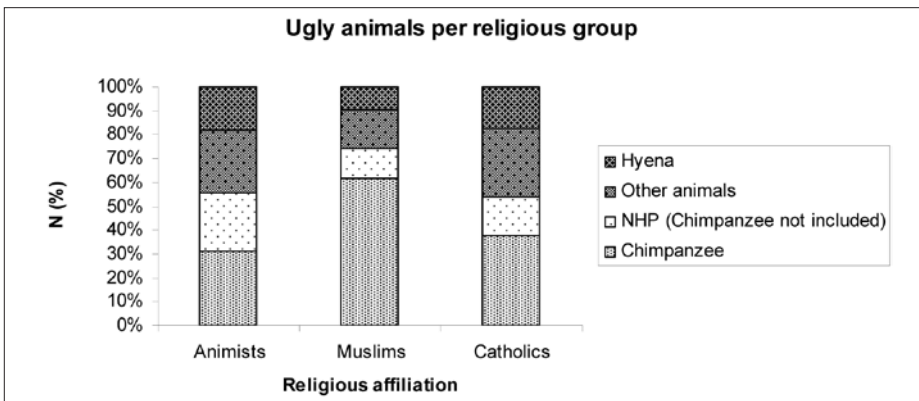 Ugly animals per religious group
100%
90%
80%
70%
60%
50%
40%
30%
20%
10%
0%
N (%)
Animists
Muslims
Catholics
Religious affiliation
Hyena
Other animals
NHP (Chimpanzee not included)
Chimpanzee